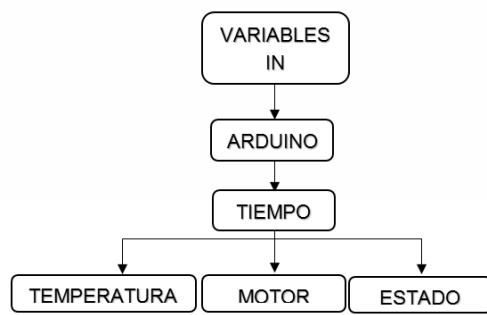 VARIABLES
IN
ARDUINO
TIEMPO
TEMPERATURA
MOTOR
ESTADO